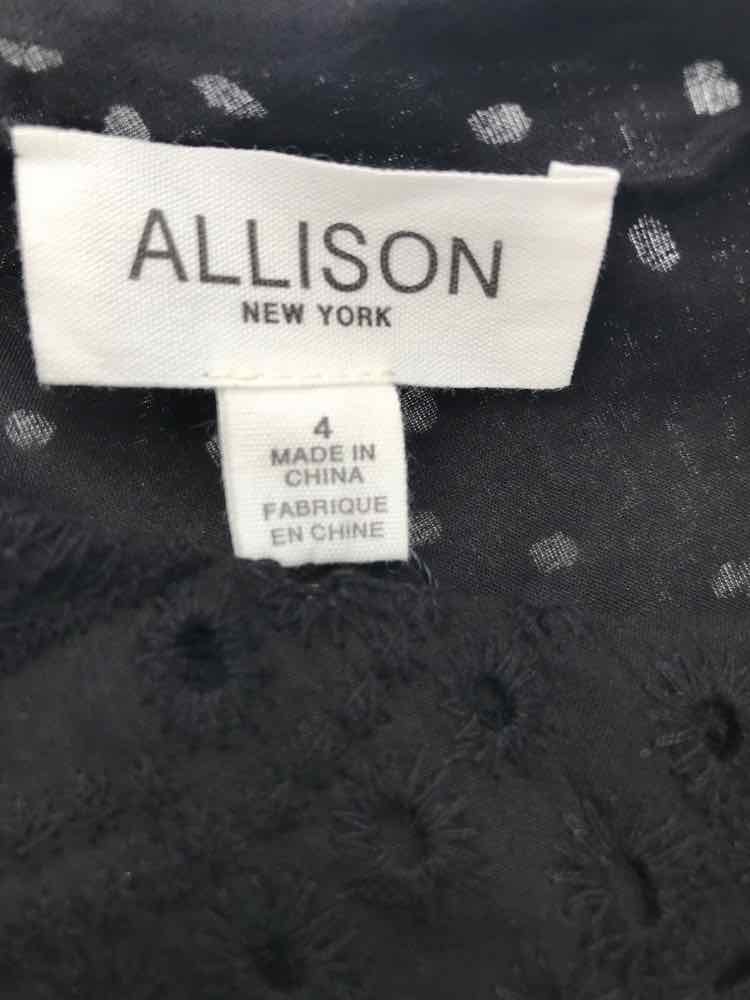 ALLISON
NEW YORK
4
MADE IN
CHINA
FABRIQUE
EN CHINE